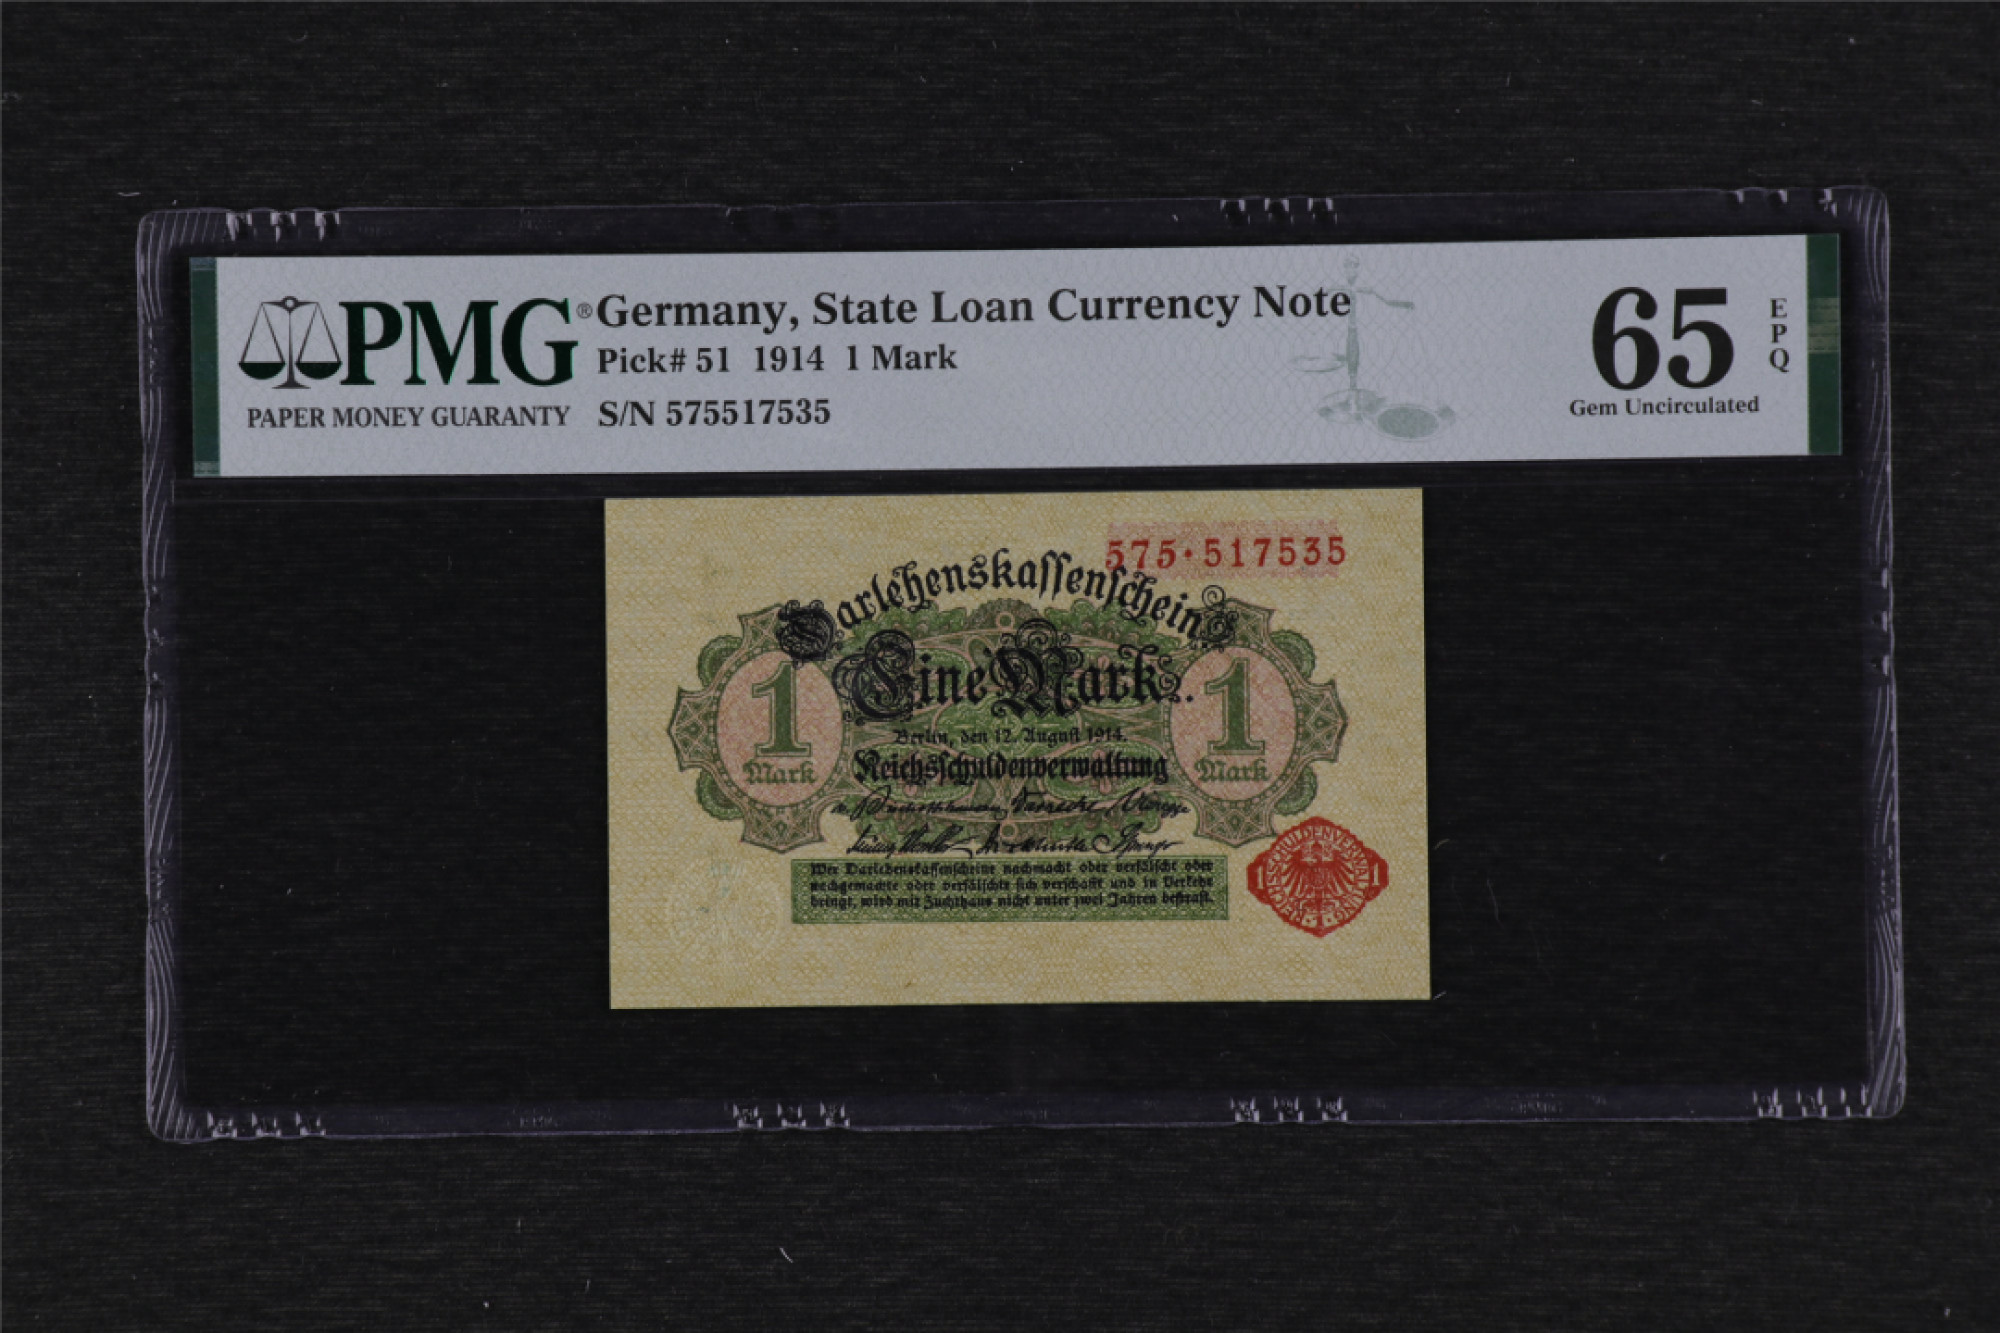 PMG®
PAPER MONEY GUARANTY
Germany, State Loan Currency Note
Pick# 51 1914 1 Mark
S/N 575517535
65
EPQ
Gem Uncirculated
575·517535
Darlehenskassenschein
Eine Mark.
1 Mark
1 Mark
Berlin, den 12. August 1914.
Reichsschuldenverwaltung
Wer Darlehenskassenscheine nachmacht oder verfälscht oder
nachgemachte oder verfälschte sich verschafft und in Verkehr
bringt, wird mit Zuchthaus nicht unter zwei Jahren bestraft.
REICHSSCHULDENVERWALTUNG
1 1
1